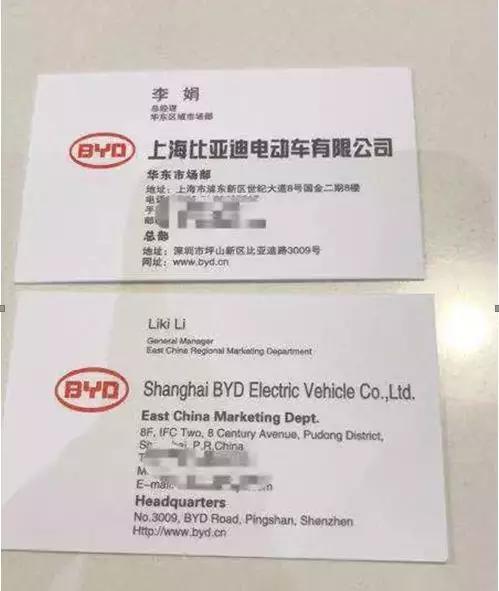 李 娟
总经理
华东区域市场部
BYD 上海比亚迪电动车有限公司
华东市场部
地址：上海市浦东新区世纪大道8号国金二期8楼
电话
手
邮
总部
地址：深圳市坪山新区比亚迪路3009号
网址：www.byd.cn
Liki Li
General Manager
East China Regional Marketing Department
BYD Shanghai BYD Electric Vehicle Co.,Ltd.
East China Marketing Dept.
8F, IFC Two, 8 Century Avenue, Pudong District,
P.R.China
T
M
E-mail:
Headquarters
No.3009, BYD Road, Pingshan, Shenzhen
Http://www.byd.cn